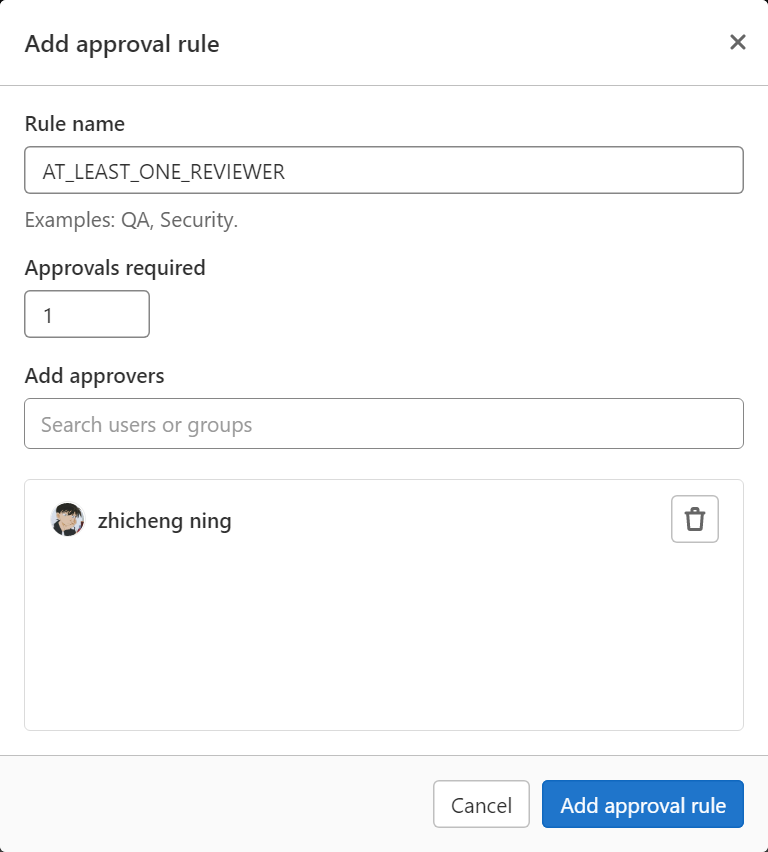 Add approval rule
Rule name
AT_LEAST_ONE_REVIEWER
Examples: QA, Security.
Approvals required
1
Add approvers
Search users or groups
zhicheng ning
Cancel
Add approval rule